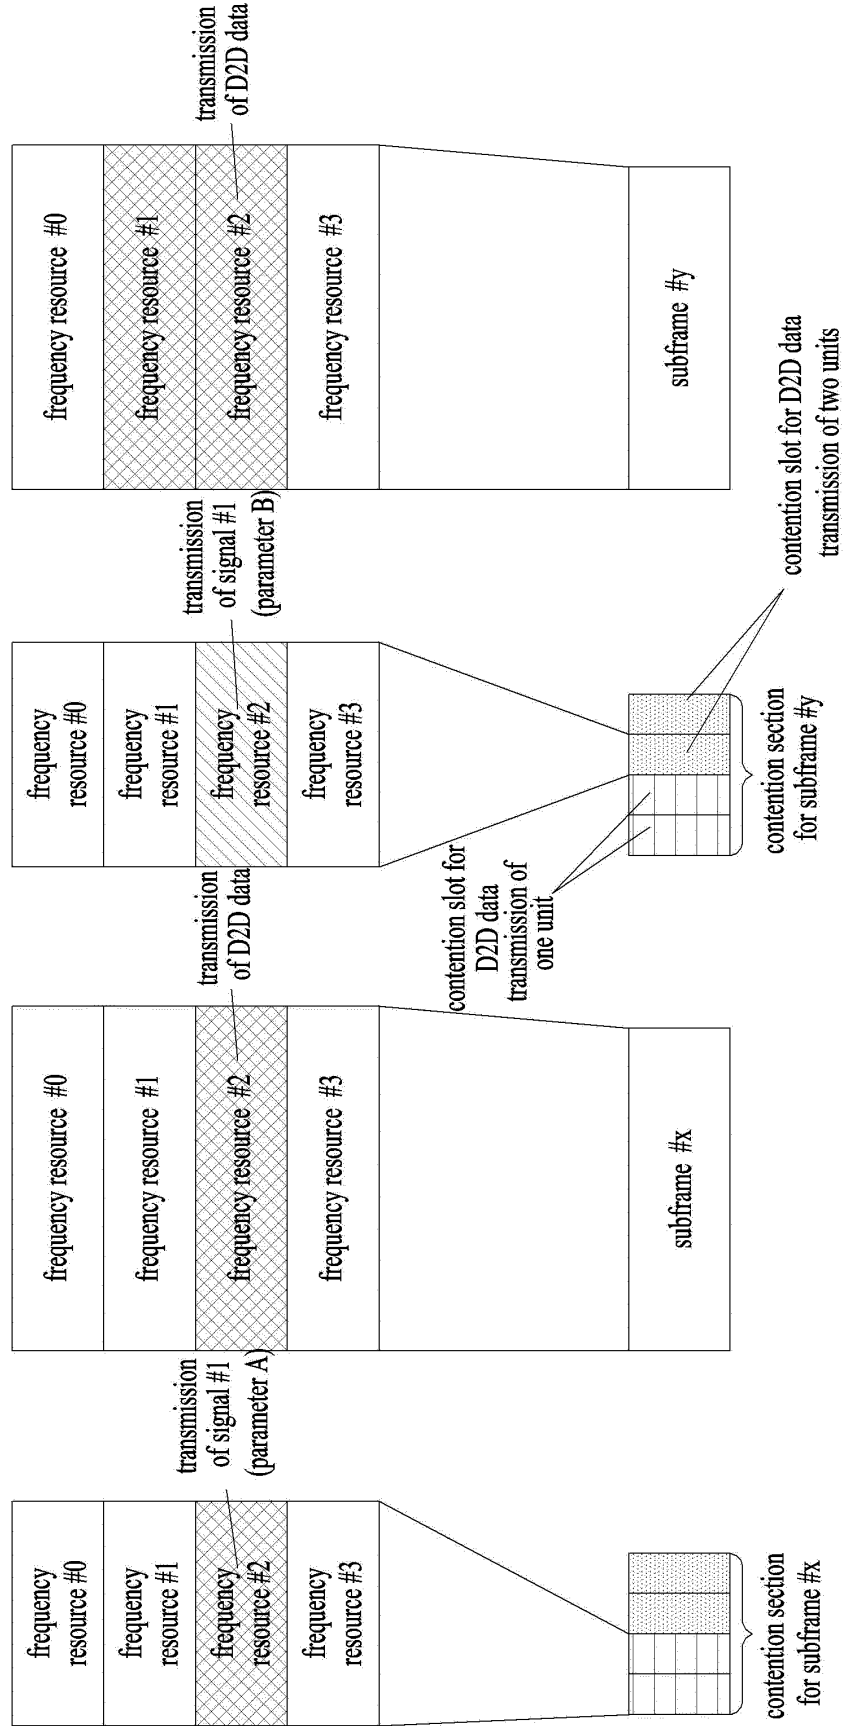 frequency
resource #0
frequency
resource #1
frequency
resource #2
frequency
resource #3
transmission
of signal #1
(parameter A)
contention section
for subframe #x
frequency resource #0
frequency resource #1
frequency resource #2
frequency resource #3
transmission
of D2D data
subframe #x
frequency
resource #0
frequency
resource #1
frequency
resource #2
frequency
resource #3
transmission
of signal #1
(parameter B)
contention slot for
D2D data
transmission of
one unit
contention section
for subframe #y
frequency resource #0
frequency resource #1
frequency resource #2
frequency resource #3
transmission
of D2D data
subframe #y
contention slot for D2D data
transmission of two units